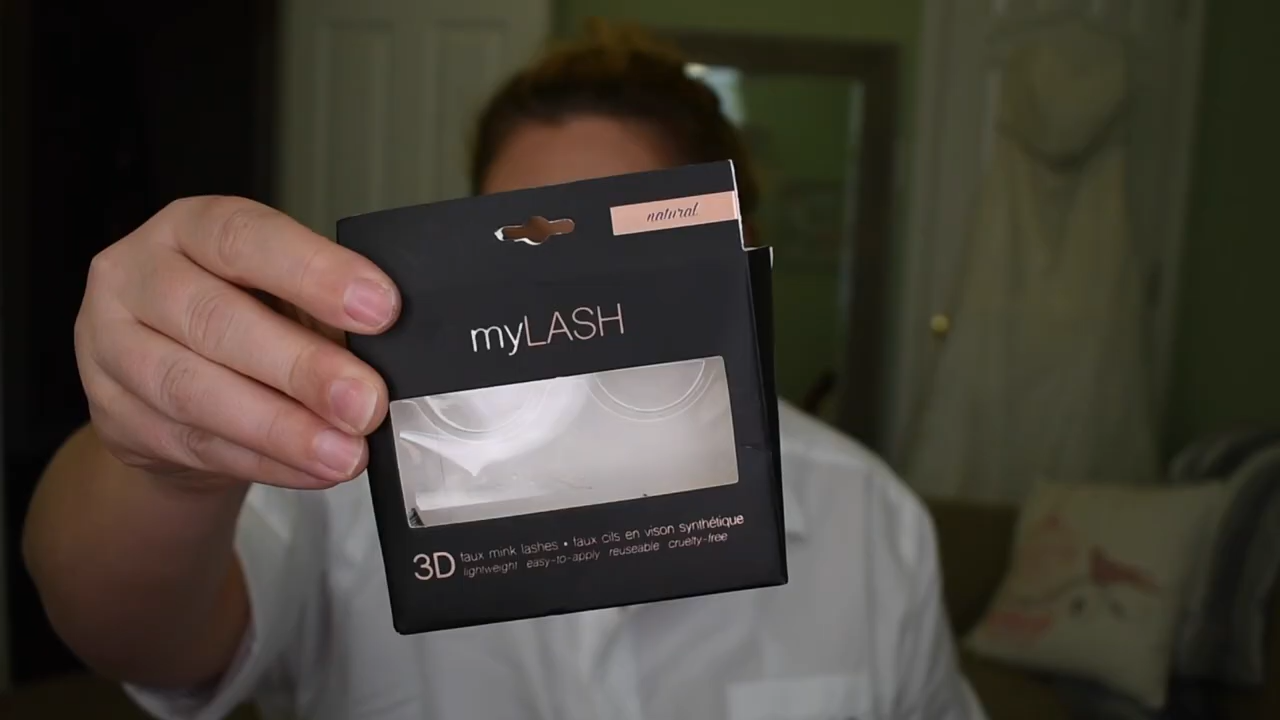 natural
myLASH
3D faux mink lashes • faux cils en vison synthétique
lightweight easy-to-apply reuseable cruelty-free